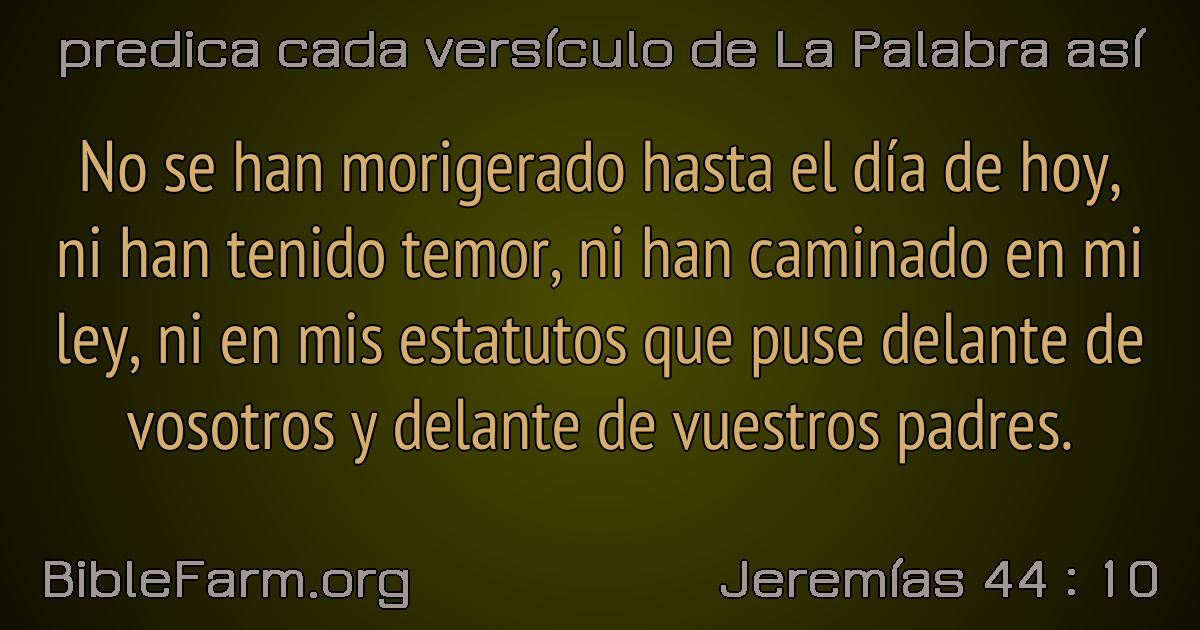 predica cada versículo de La Palabra así
No se han morigerado hasta el día de hoy,
ni han tenido temor, ni han caminado en mi
ley, ni en mis estatutos que puse delante de
vosotros y delante de vuestros padres.
BibleFarm.org
Jeremías 44 : 10